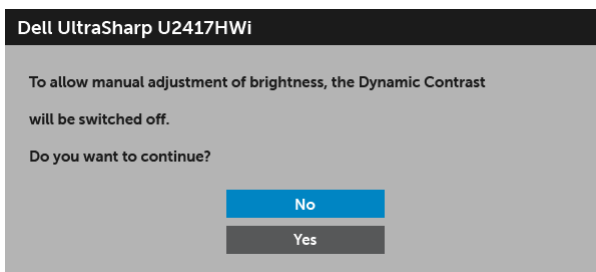 Dell UltraSharp U2417HWi
To allow manual adjustment of brightness, the Dynamic Contrast
will be switched off.
Do you want to continue?
No
Yes